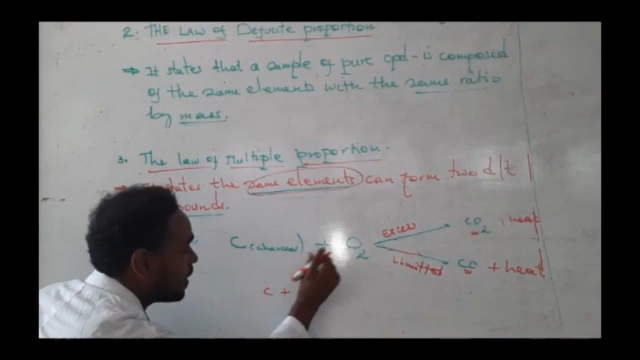 2. THE LAW of Definite proportion
⇒ It states that a sample of pure cpd - is composed
of the same elements with the same ratio
by mass.
3. The law of multiple proportion.
states the same elements can form two d/t
pounds.
C (charcoal) + O2 excess CO2 + heat
Limitted CO + heat
C +